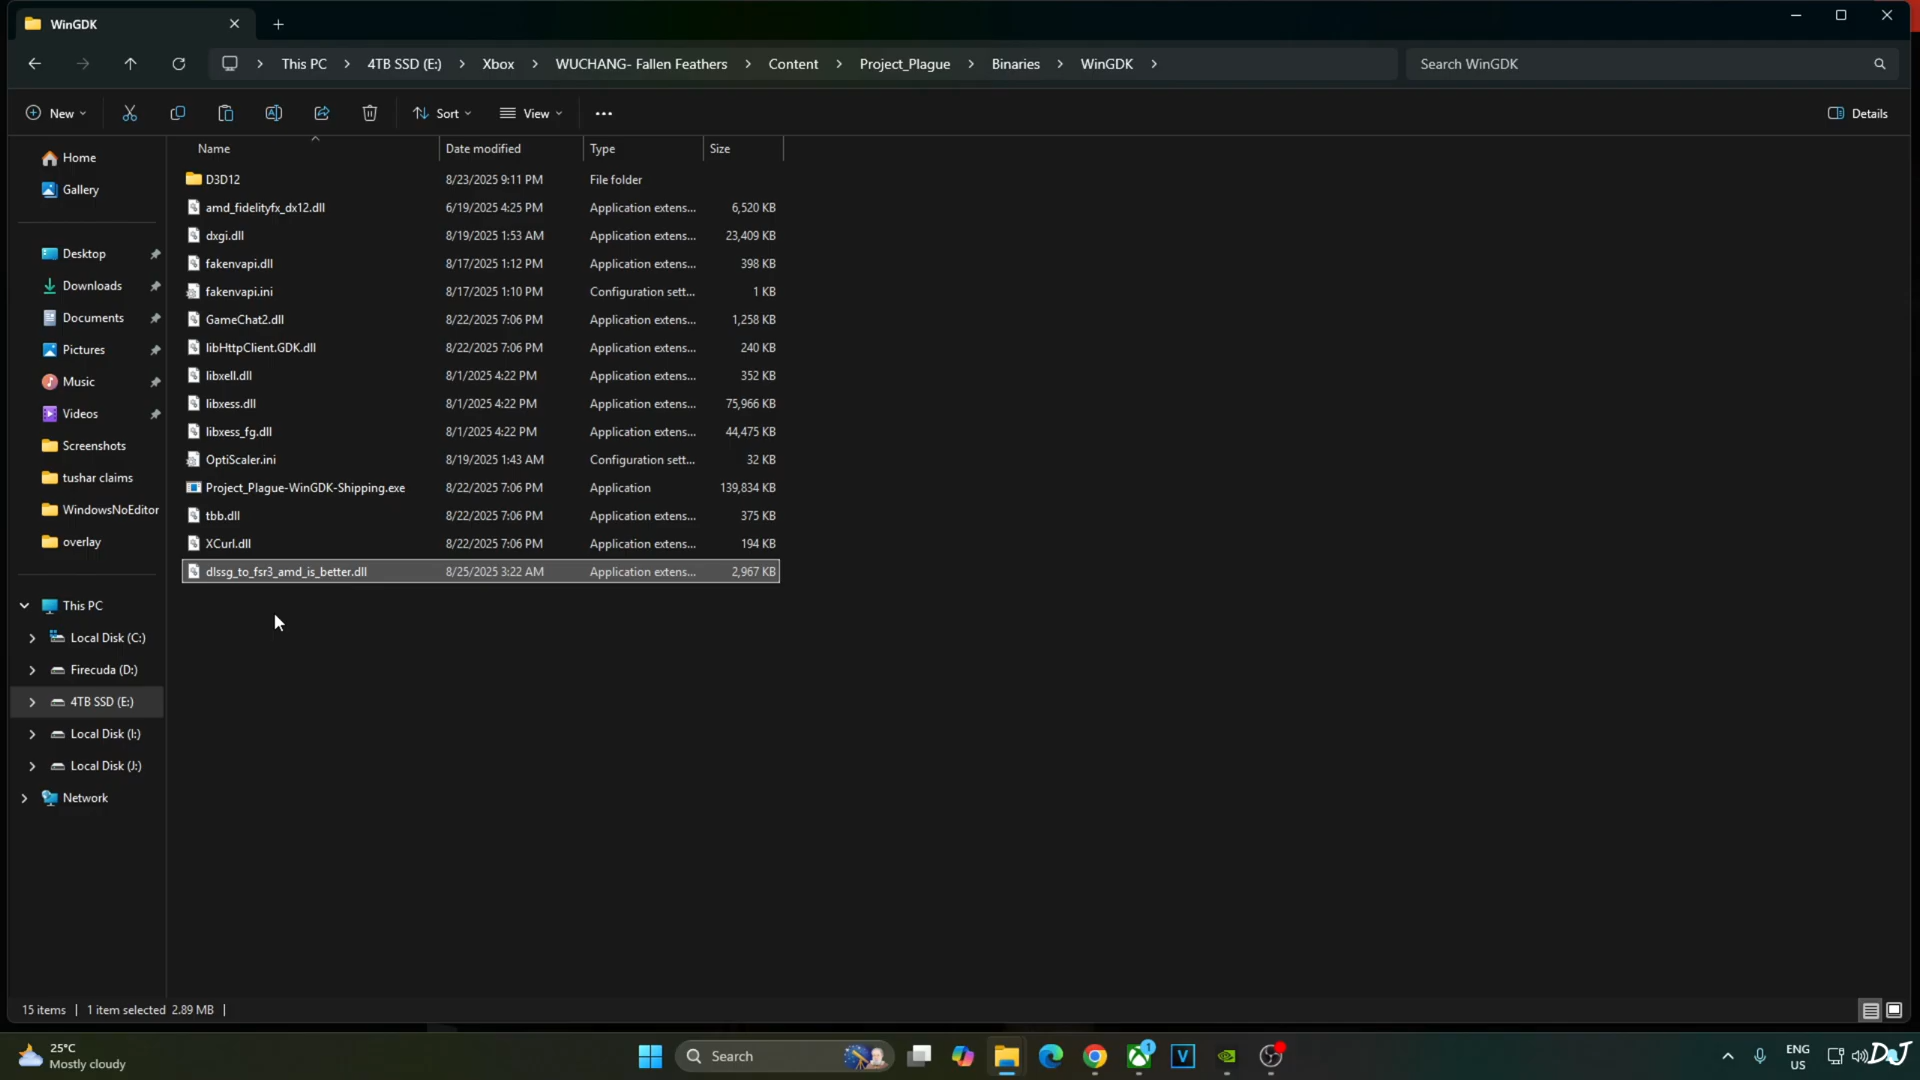 WinGDK
This PC > 4TB SSD (E:) > Xbox > WUCHANG- Fallen Feathers > Content > Project_Plague > Binaries > WinGDK >
Search WinGDK
New
Sort
View
Details
Name Date modified Type Size
Home
Gallery
Desktop
Downloads
Documents
Pictures
Music
Videos
Screenshots
tushar claims
WindowsNoEditor
overlay
This PC
Local Disk (C:)
Firecuda (D:)
4TB SSD (E:)
Local Disk (I:)
Local Disk (J:)
Network
D3D12 8/23/2025 9:11 PM File folder
amd_fidelityfx_dx12.dll 6/19/2025 4:25 PM Application extens... 6,520 KB
dxgi.dll 8/19/2025 1:53 AM Application extens... 23,409 KB
fakenvapi.dll 8/17/2025 1:12 PM Application extens... 398 KB
fakenvapi.ini 8/17/2025 1:10 PM Configuration sett... 1 KB
GameChat2.dll 8/22/2025 7:06 PM Application extens... 1,258 KB
libHttpClient.GDK.dll 8/22/2025 7:06 PM Application extens... 240 KB
libxell.dll 8/1/2025 4:22 PM Application extens... 352 KB
libxess.dll 8/1/2025 4:22 PM Application extens... 75,966 KB
libxess_fg.dll 8/1/2025 4:22 PM Application extens... 44,475 KB
OptiScaler.ini 8/19/2025 1:43 AM Configuration sett... 32 KB
Project_Plague-WinGDK-Shipping.exe 8/22/2025 7:06 PM Application 139,834 KB
tbb.dll 8/22/2025 7:06 PM Application extens... 375 KB
XCurl.dll 8/22/2025 7:06 PM Application extens... 194 KB
dlssg_to_fsr3_amd_is_better.dll 8/25/2025 3:22 AM Application extens... 2,967 KB
15 items | 1 item selected 2.89 MB |
25°C
Mostly cloudy
Search
1
V
ENG
US
DJ